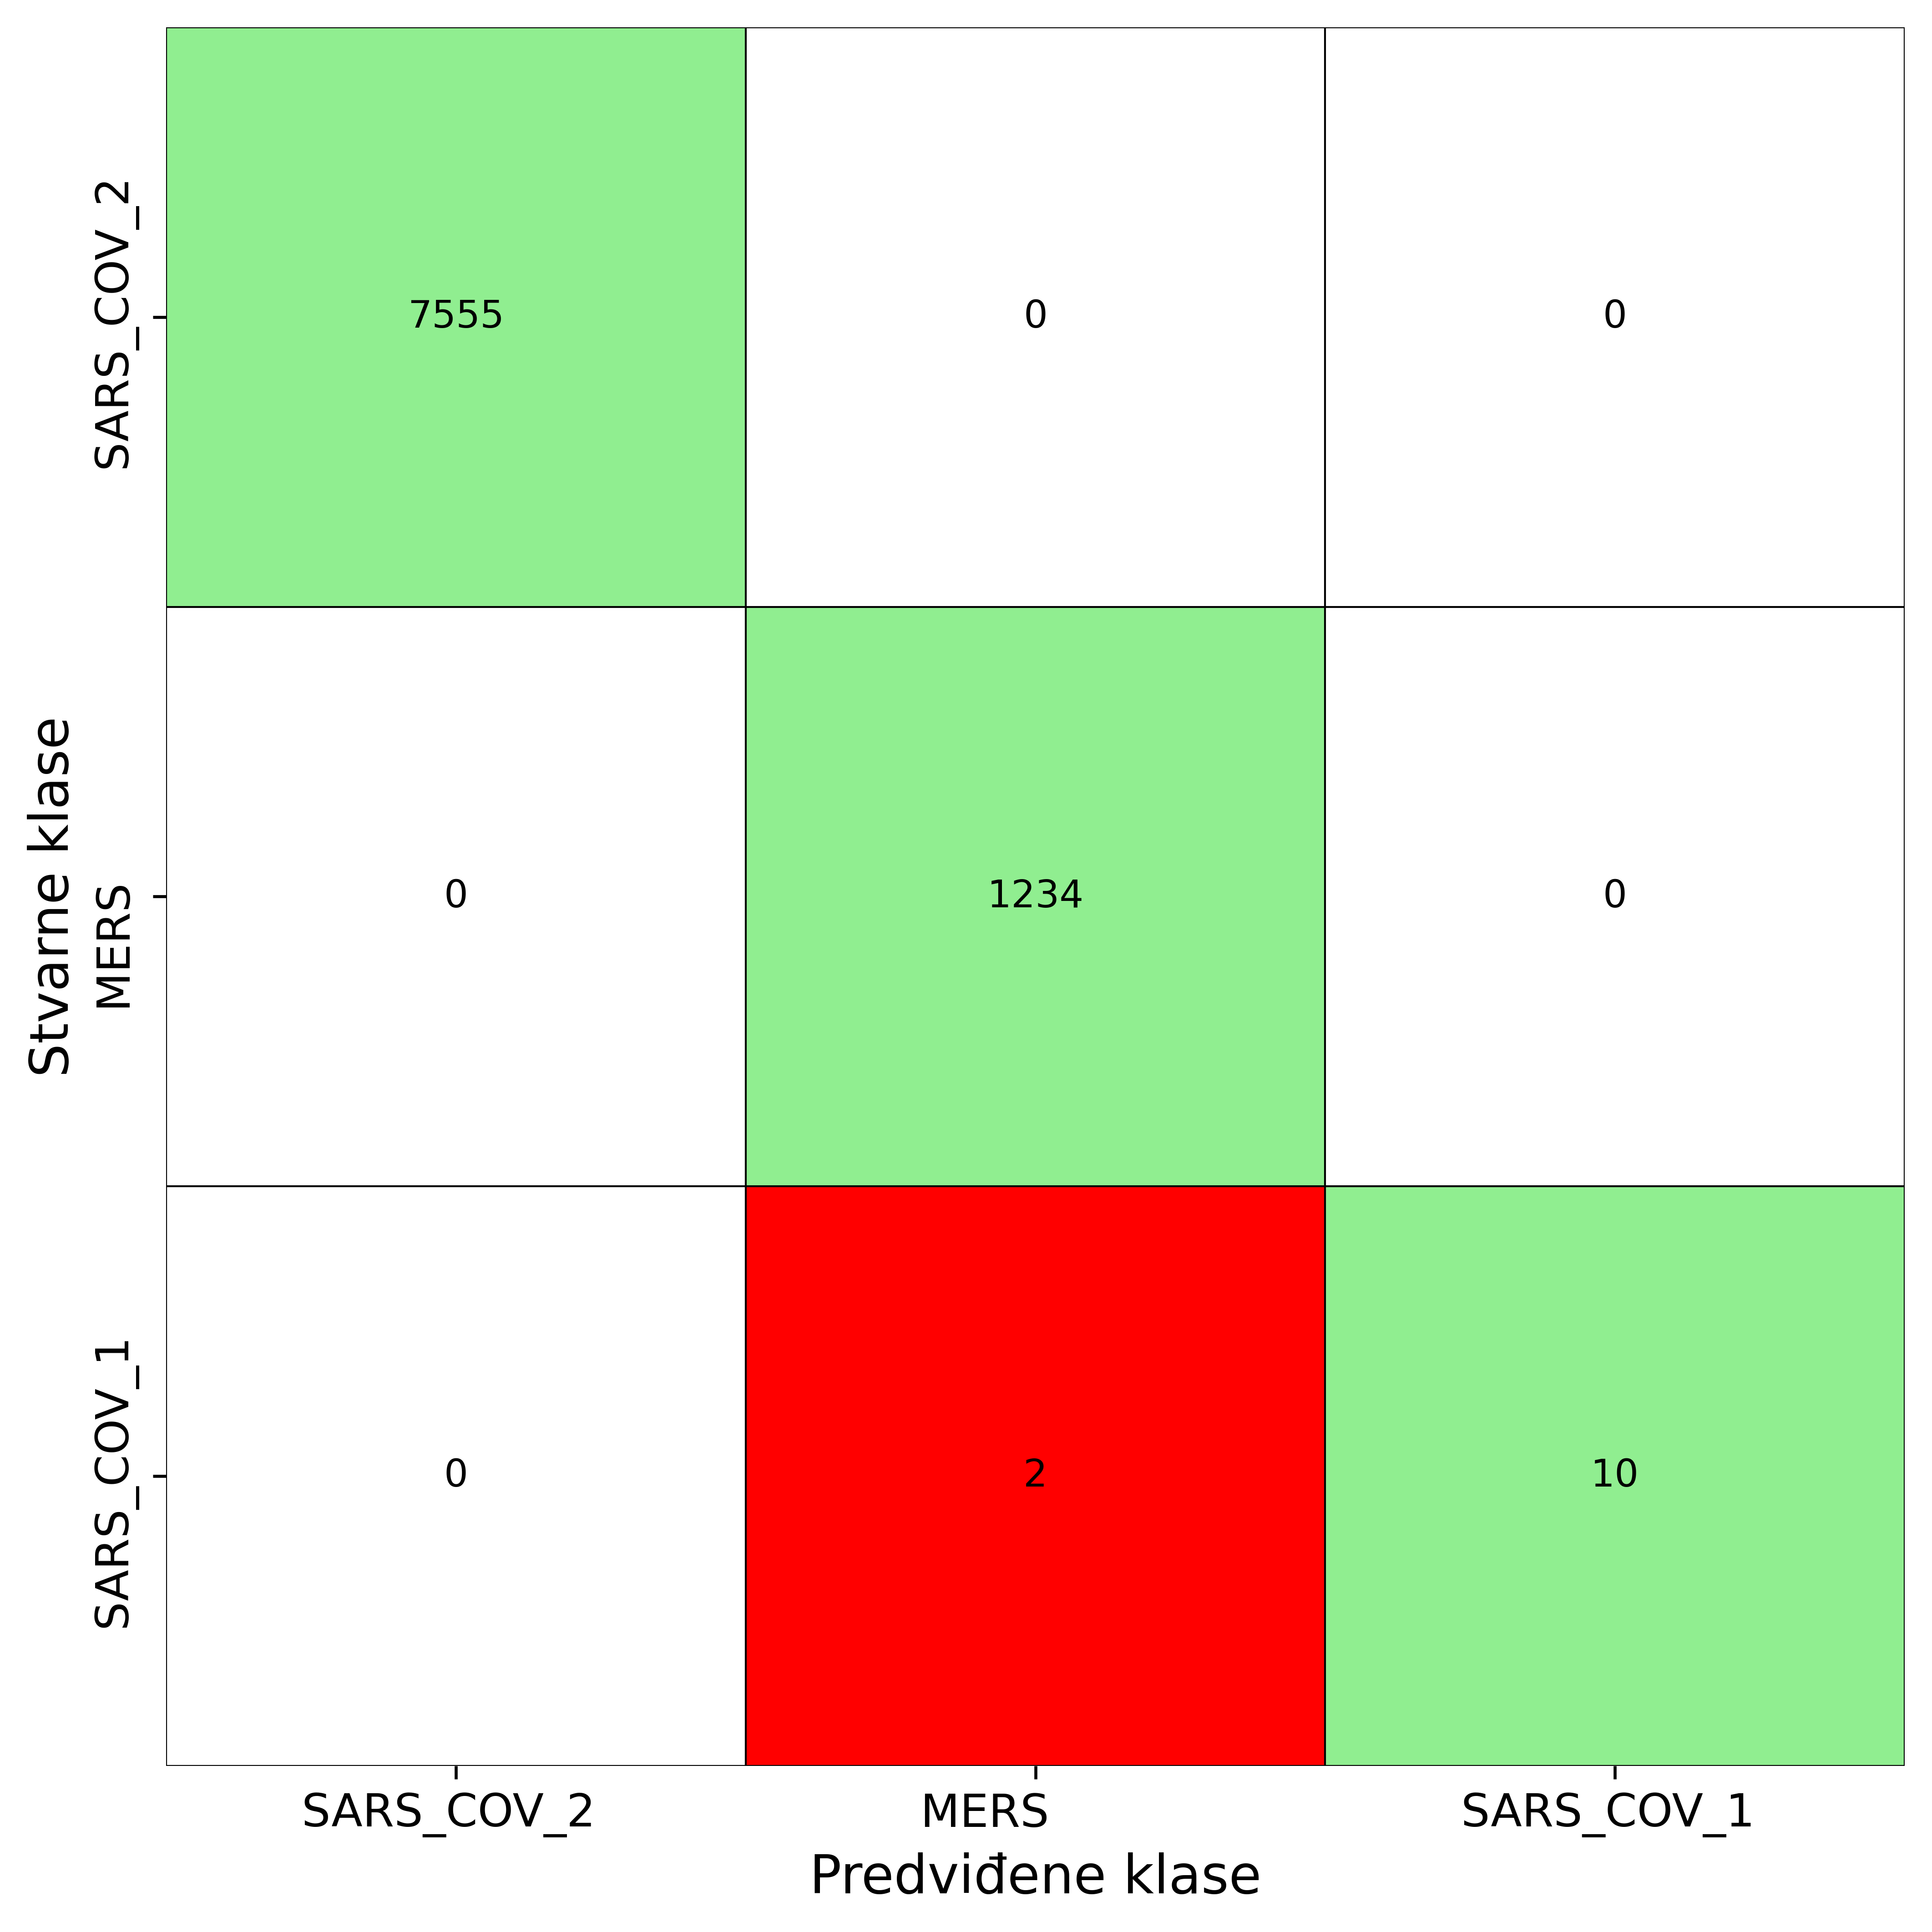 Stvarne klase
SARS_COV_2
7555
0
0
MERS
0
1234
0
SARS_COV_1
0
2
10
SARS_COV_2
MERS
SARS_COV_1
Predviđene klase